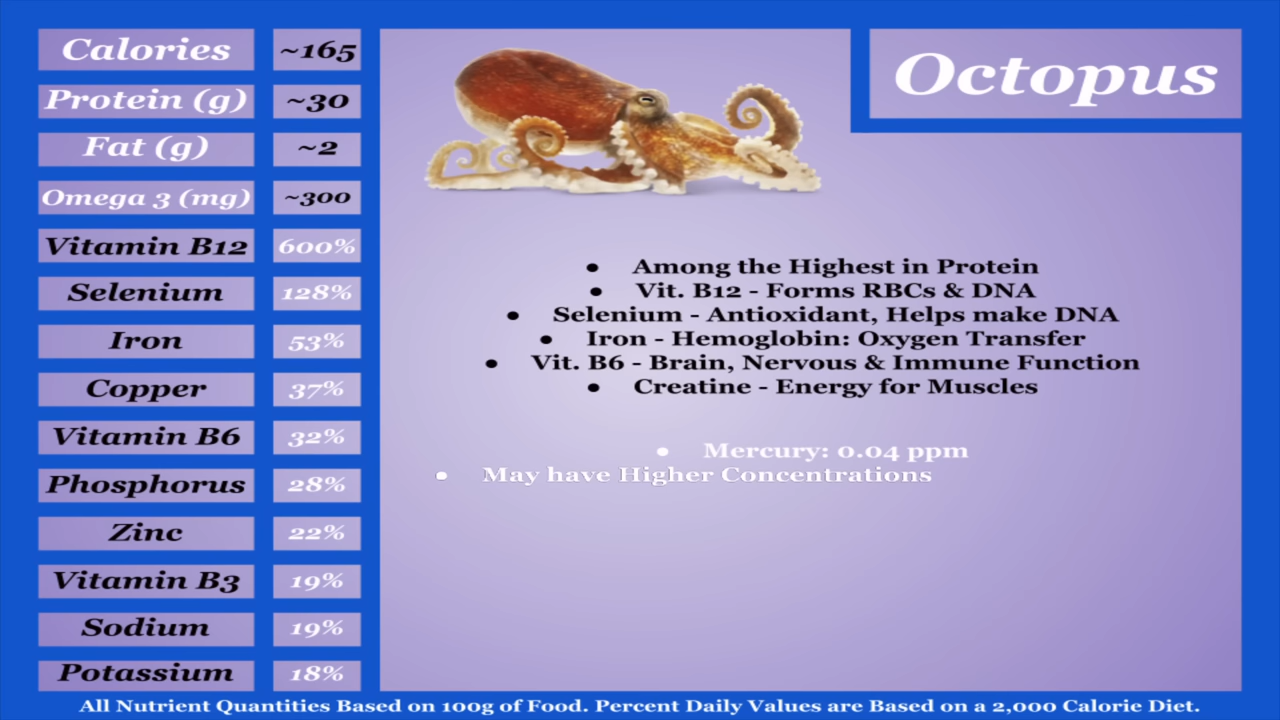 Octopus
Calories ~165
Protein (g) ~30
Fat (g) ~2
Omega 3 (mg) ~300
Vitamin B12 600%
Selenium 128%
Iron 53%
Copper 37%
Vitamin B6 32%
Phosphorus 28%
Zinc 22%
Vitamin B3 19%
Sodium 19%
Potassium 18%
● Among the Highest in Protein
● Vit. B12 - Forms RBCs & DNA
● Selenium - Antioxidant, Helps make DNA
● Iron - Hemoglobin: Oxygen Transfer
● Vit. B6 - Brain, Nervous & Immune Function
● Creatine - Energy for Muscles
● Mercury: 0.04 ppm
● May have Higher Concentrations
All Nutrient Quantities Based on 100g of Food. Percent Daily Values are Based on a 2,000 Calorie Diet.